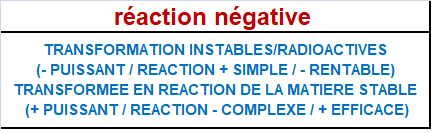 réaction négative
TRANSFORMATION INSTABLES/RADIOACTIVES
(- PUISSANT / REACTION + SIMPLE / - RENTABLE)
TRANSFORMEE EN REACTION DE LA MATIERE STABLE
(+ PUISSANT / REACTION - COMPLEXE / + EFFICACE)